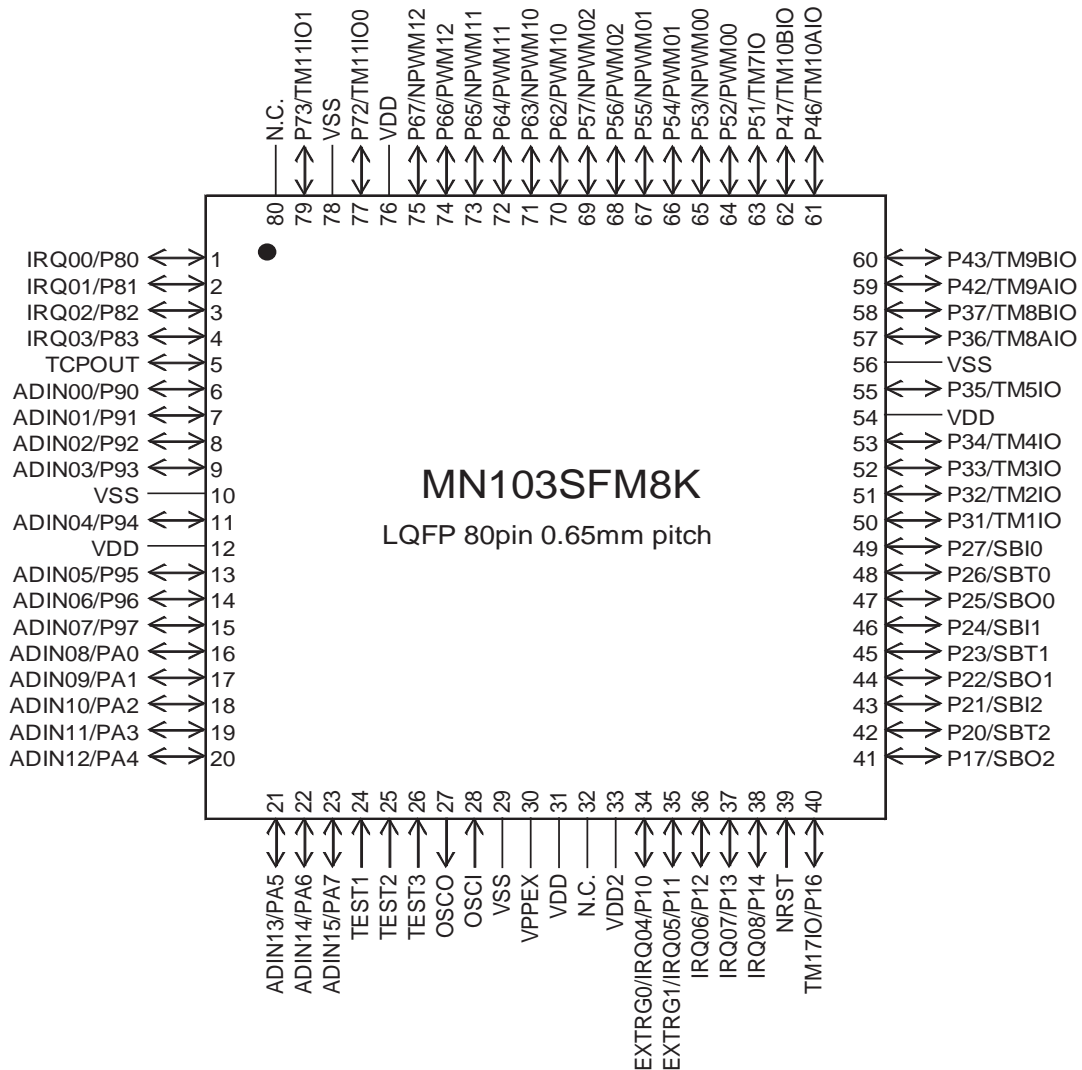 N.C.
P73/TM11IO1
VSS
P72/TM11IO0
VDD
P67/NPWM12
P66/PWM12
P65/NPWM11
P64/PWM11
P63/NPWM10
P62/PWM10
P57/NPWM02
P56/PWM02
P55/NPWM01
P54/PWM01
P53/NPWM00
P52/PWM00
P51/TM7IO
P47/TM10BIO
P46/TM10AIO
80 79 78 77 76 75 74 73 72 71 70 69 68 67 66 65 64 63 62 61
IRQ00/P80 1
IRQ01/P81 2
IRQ02/P82 3
IRQ03/P83 4
TCPOUT 5
ADIN00/P90 6
ADIN01/P91 7
ADIN02/P92 8
ADIN03/P93 9
VSS 10
ADIN04/P94 11
VDD 12
ADIN05/P95 13
ADIN06/P96 14
ADIN07/P97 15
ADIN08/PA0 16
ADIN09/PA1 17
ADIN10/PA2 18
ADIN11/PA3 19
ADIN12/PA4 20
MN103SFM8K
LQFP 80pin 0.65mm pitch
60 P43/TM9BIO
59 P42/TM9AIO
58 P37/TM8BIO
57 P36/TM8AIO
56 VSS
55 P35/TM5IO
54 VDD
53 P34/TM4IO
52 P33/TM3IO
51 P32/TM2IO
50 P31/TM1IO
49 P27/SBI0
48 P26/SBT0
47 P25/SBO0
46 P24/SBI1
45 P23/SBT1
44 P22/SBO1
43 P21/SBI2
42 P20/SBT2
41 P17/SBO2
21 22 23 24 25 26 27 28 29 30 31 32 33 34 35 36 37 38 39 40
ADIN13/PA5
ADIN14/PA6
ADIN15/PA7
TEST1
TEST2
TEST3
OSCO
OSCI
VSS
VPPEX
VDD
N.C.
VDD2
EXTRG0/IRQ04/P10
EXTRG1/IRQ05/P11
IRQ06/P12
IRQ07/P13
IRQ08/P14
NRST
TM17IO/P16